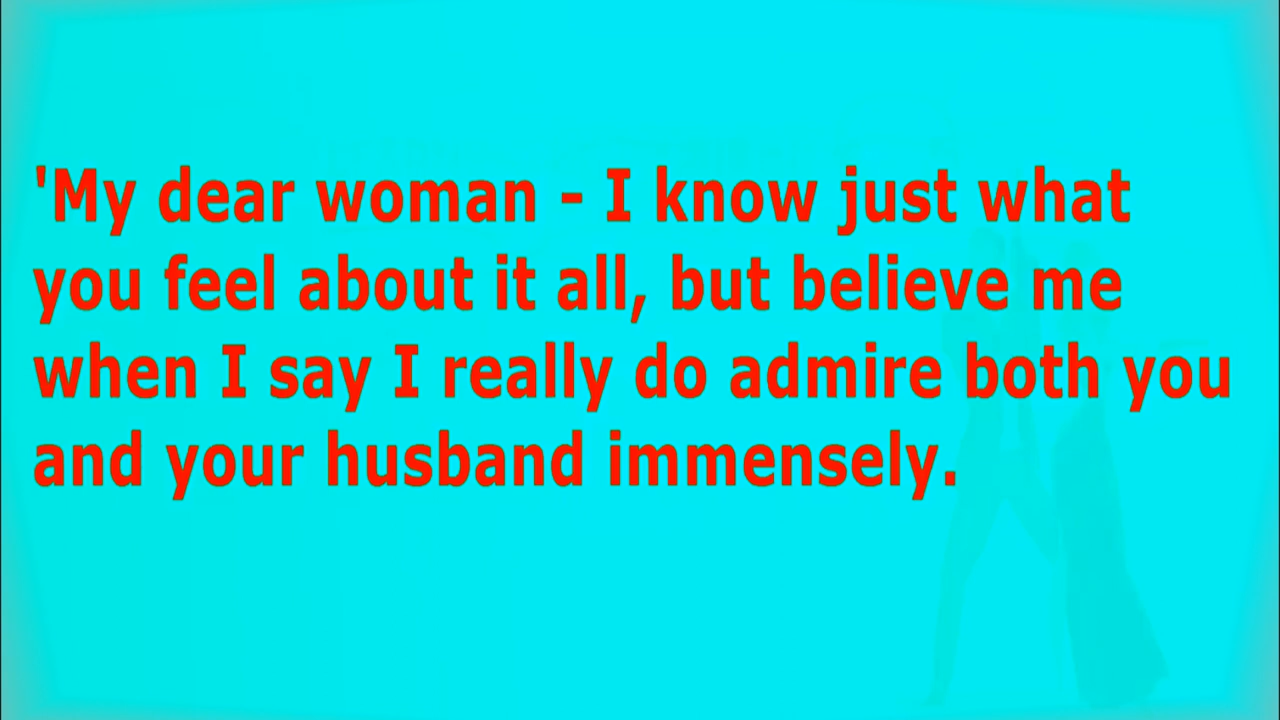 'My dear woman - I know just what
you feel about it all, but believe me
when I say I really do admire both you
and your husband immensely.